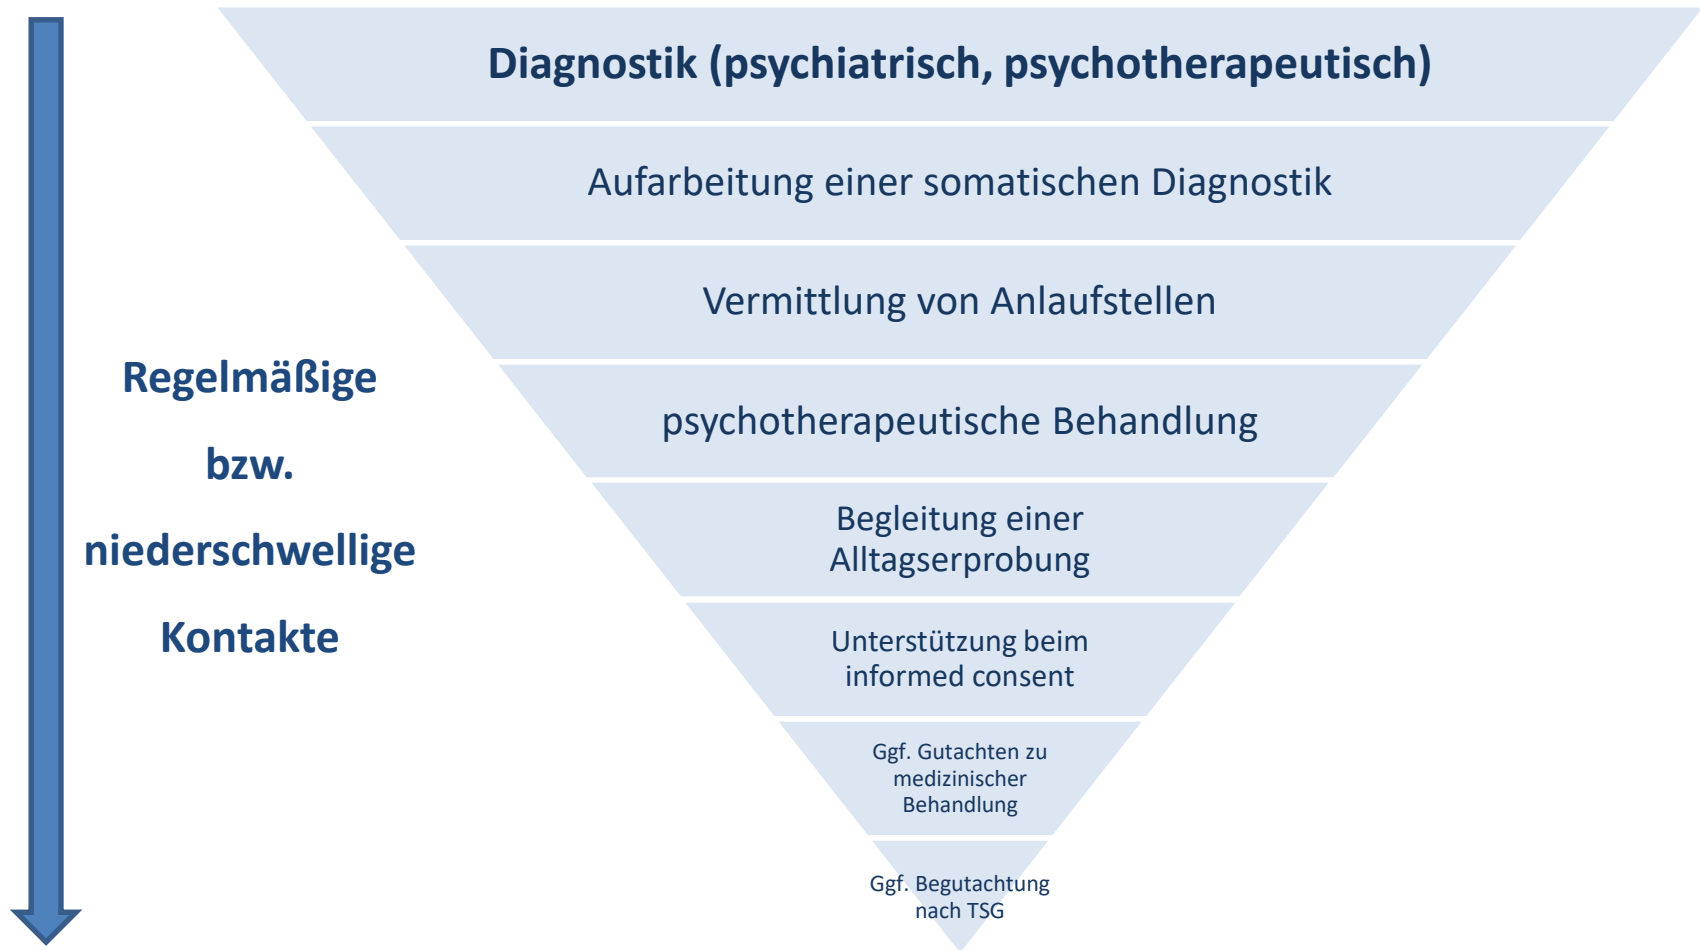 Diagnostik (psychiatrisch, psychotherapeutisch)
Aufarbeitung einer somatischen Diagnostik
Vermittlung von Anlaufstellen
psychotherapeutische Behandlung
Begleitung einer
Alltagserprobung
Unterstützung beim
informed consent
Ggf. Gutachten zu
medizinischer
Behandlung
Ggf. Begutachtung
nach TSG
Regelmäßige
bzw.
niederschwellige
Kontakte